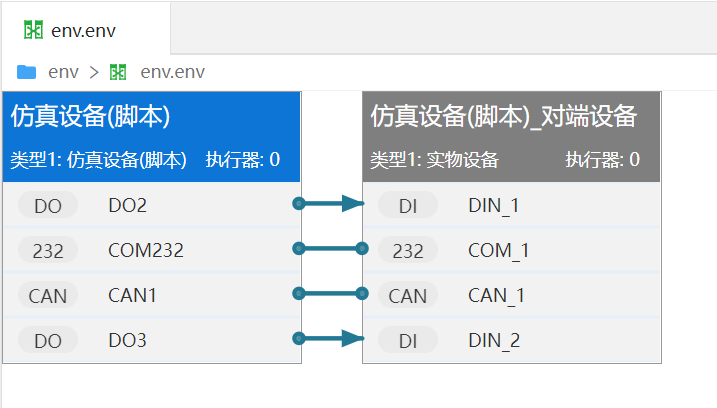 env.env
env > env.env
仿真设备(脚本)
类型1: 仿真设备(脚本) 执行器: 0
DO DO2
232 COM232
CAN CAN1
DO DO3
仿真设备(脚本)_对端设备
类型1: 实物设备 执行器: 0
DI DIN_1
232 COM_1
CAN CAN_1
DI DIN_2